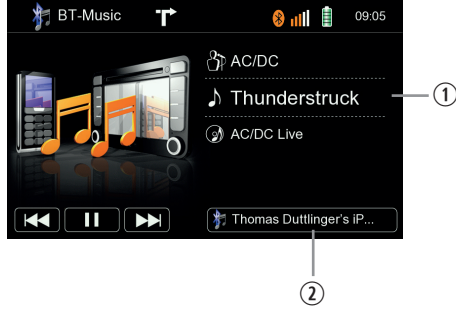 BT-Music
09:05
AC/DC
Thunderstruck
1
AC/DC Live
Thomas Duttlinger's iP...
2